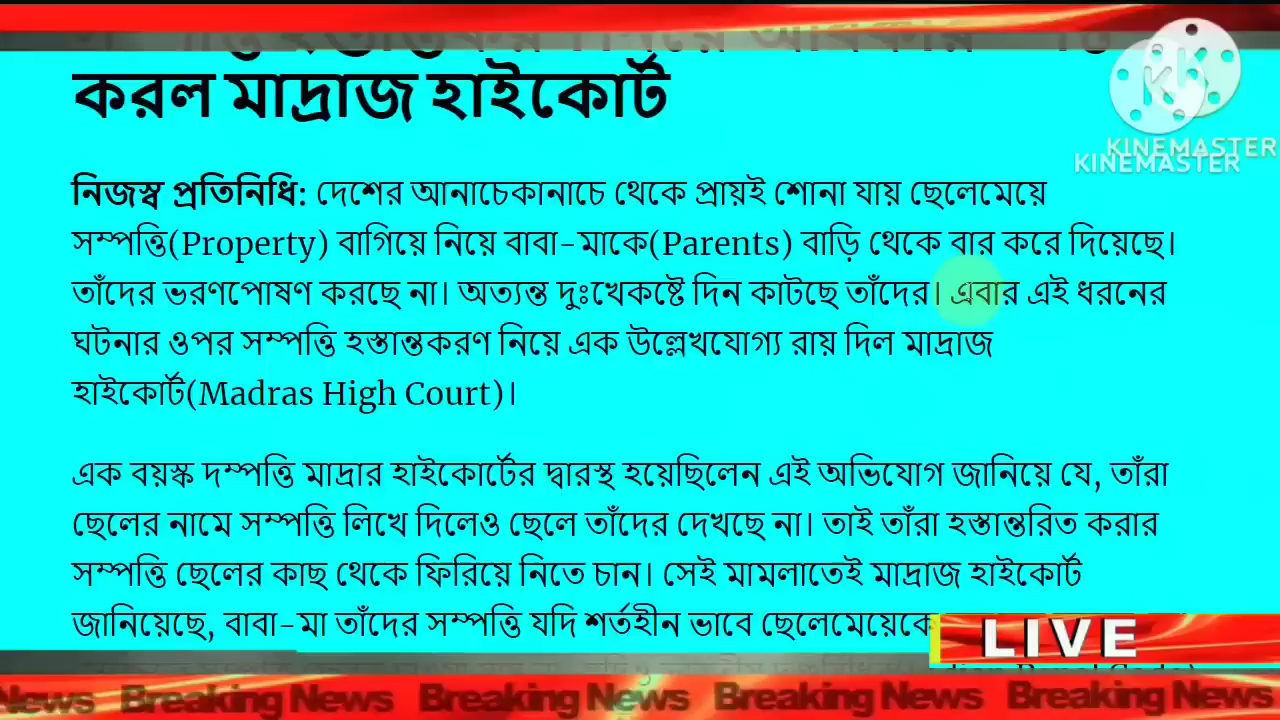 করল মাদ্রাজ হাইকোর্ট
নিজস্ব প্রতিনিধি: দেশের আনাচেকানাচে থেকে প্রায়ই শোনা যায় ছেলেমেয়ে
সম্পত্তি(Property) বাগিয়ে নিয়ে বাবা-মাকে(Parents) বাড়ি থেকে বার করে দিয়েছে।
তাঁদের ভরণপোষণ করছে না। অত্যন্ত দুঃখেকষ্টে দিন কাটছে তাঁদের। এবার এই ধরনের
ঘটনার ওপর সম্পত্তি হস্তান্তকরণ নিয়ে এক উল্লেখযোগ্য রায় দিল মাদ্রাজ
হাইকোর্ট(Madras High Court)।
এক বয়স্ক দম্পত্তি মাদ্রার হাইকোর্টের দ্বারস্থ হয়েছিলেন এই অভিযোগ জানিয়ে যে, তাঁরা
ছেলের নামে সম্পত্তি লিখে দিলেও ছেলে তাঁদের দেখছে না। তাই তাঁরা হস্তান্তরিত করার
সম্পত্তি ছেলের কাছ থেকে ফিরিয়ে নিতে চান। সেই মামলাতেই মাদ্রাজ হাইকোর্ট
জানিয়েছে, বাবা-মা তাঁদের সম্পত্তি যদি শর্তহীন ভাবে ছেলেমেয়েকে
KINEMASTER
KINEMASTER
LIVE
News Breaking News Breaking News Breaking News Breaking News